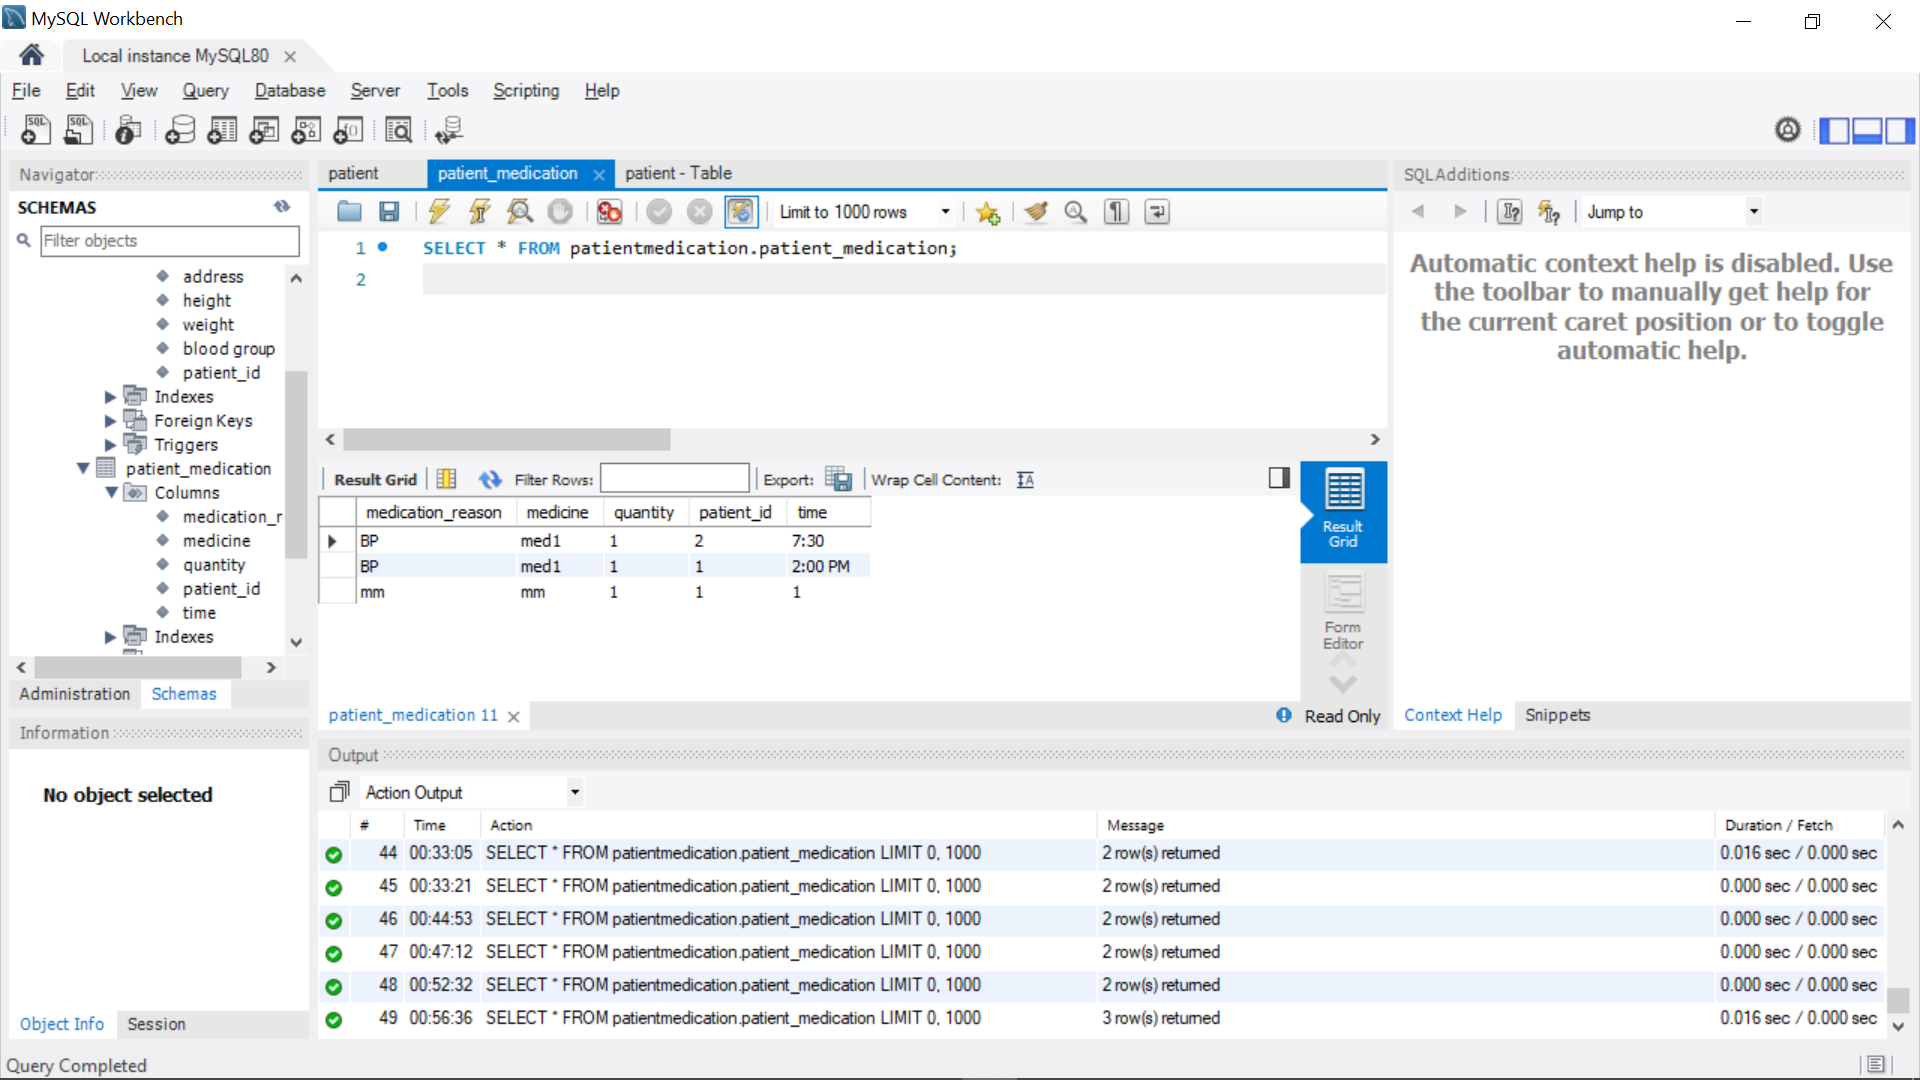 MySQL Workbench
Local instance MySQL80
File Edit View Query Database Server Tools Scripting Help
Navigator
SCHEMAS
Filter objects
address
height
weight
blood group
patient_id
Indexes
Foreign Keys
Triggers
patient_medication
Columns
medication_r
medicine
quantity
patient_id
time
Indexes
Administration Schemas
Information
No object selected
Object Info Session
patient patient_medication patient - Table
Limit to 1000 rows
1 SELECT * FROM patientmedication.patient_medication;
2
Result Grid Filter Rows: Export: Wrap Cell Content:
medication_reason medicine quantity patient_id time
BP med1 1 2 7:30
BP med1 1 1 2:00 PM
mm mm 1 1 1
Result
Grid
Form
Editor
patient_medication 11
Read Only
SQLAdditions
Jump to
Automatic context help is disabled. Use
the toolbar to manually get help for
the current caret position or to toggle
automatic help.
Context Help Snippets
Output
Action Output
# Time Action Message Duration / Fetch
44 00:33:05 SELECT * FROM patientmedication.patient_medication LIMIT 0, 1000 2 row(s) returned 0.016 sec / 0.000 sec
45 00:33:21 SELECT * FROM patientmedication.patient_medication LIMIT 0, 1000 2 row(s) returned 0.000 sec / 0.000 sec
46 00:44:53 SELECT * FROM patientmedication.patient_medication LIMIT 0, 1000 2 row(s) returned 0.000 sec / 0.000 sec
47 00:47:12 SELECT * FROM patientmedication.patient_medication LIMIT 0, 1000 2 row(s) returned 0.000 sec / 0.000 sec
48 00:52:32 SELECT * FROM patientmedication.patient_medication LIMIT 0, 1000 2 row(s) returned 0.000 sec / 0.000 sec
49 00:56:36 SELECT * FROM patientmedication.patient_medication LIMIT 0, 1000 3 row(s) returned 0.016 sec / 0.000 sec
Query Completed